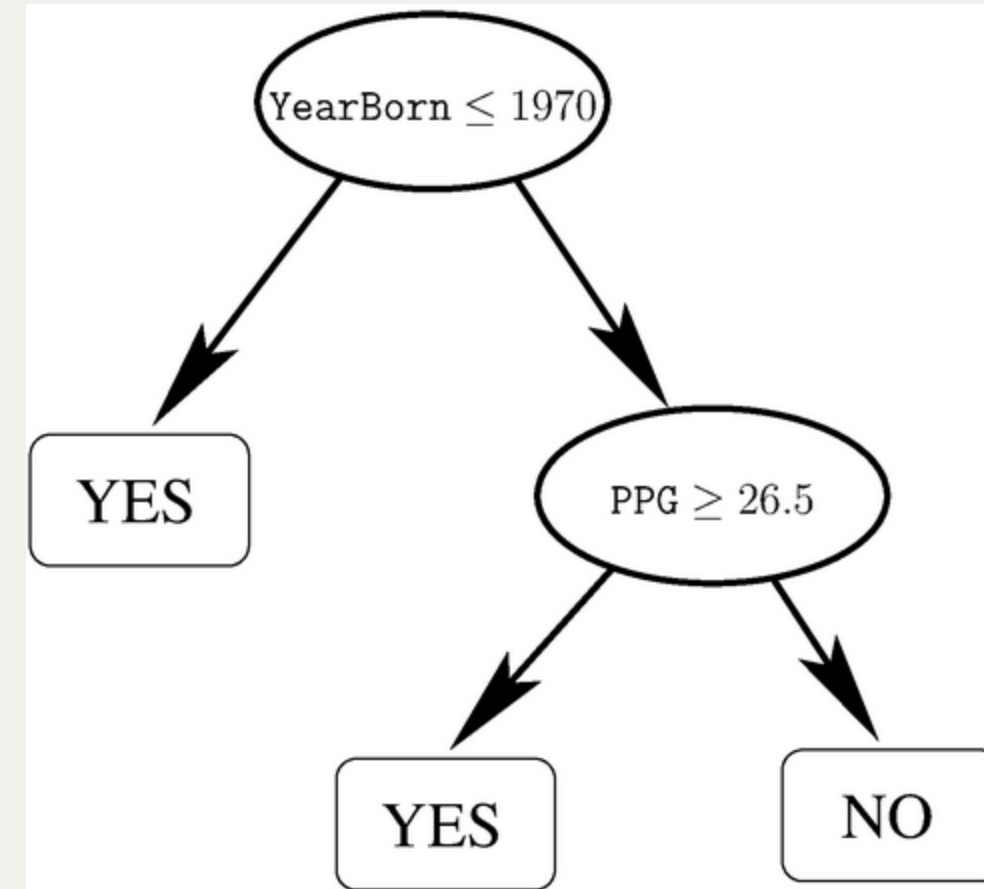 YearBorn ≤ 1970
YES
PPG ≥ 26.5
YES
NO